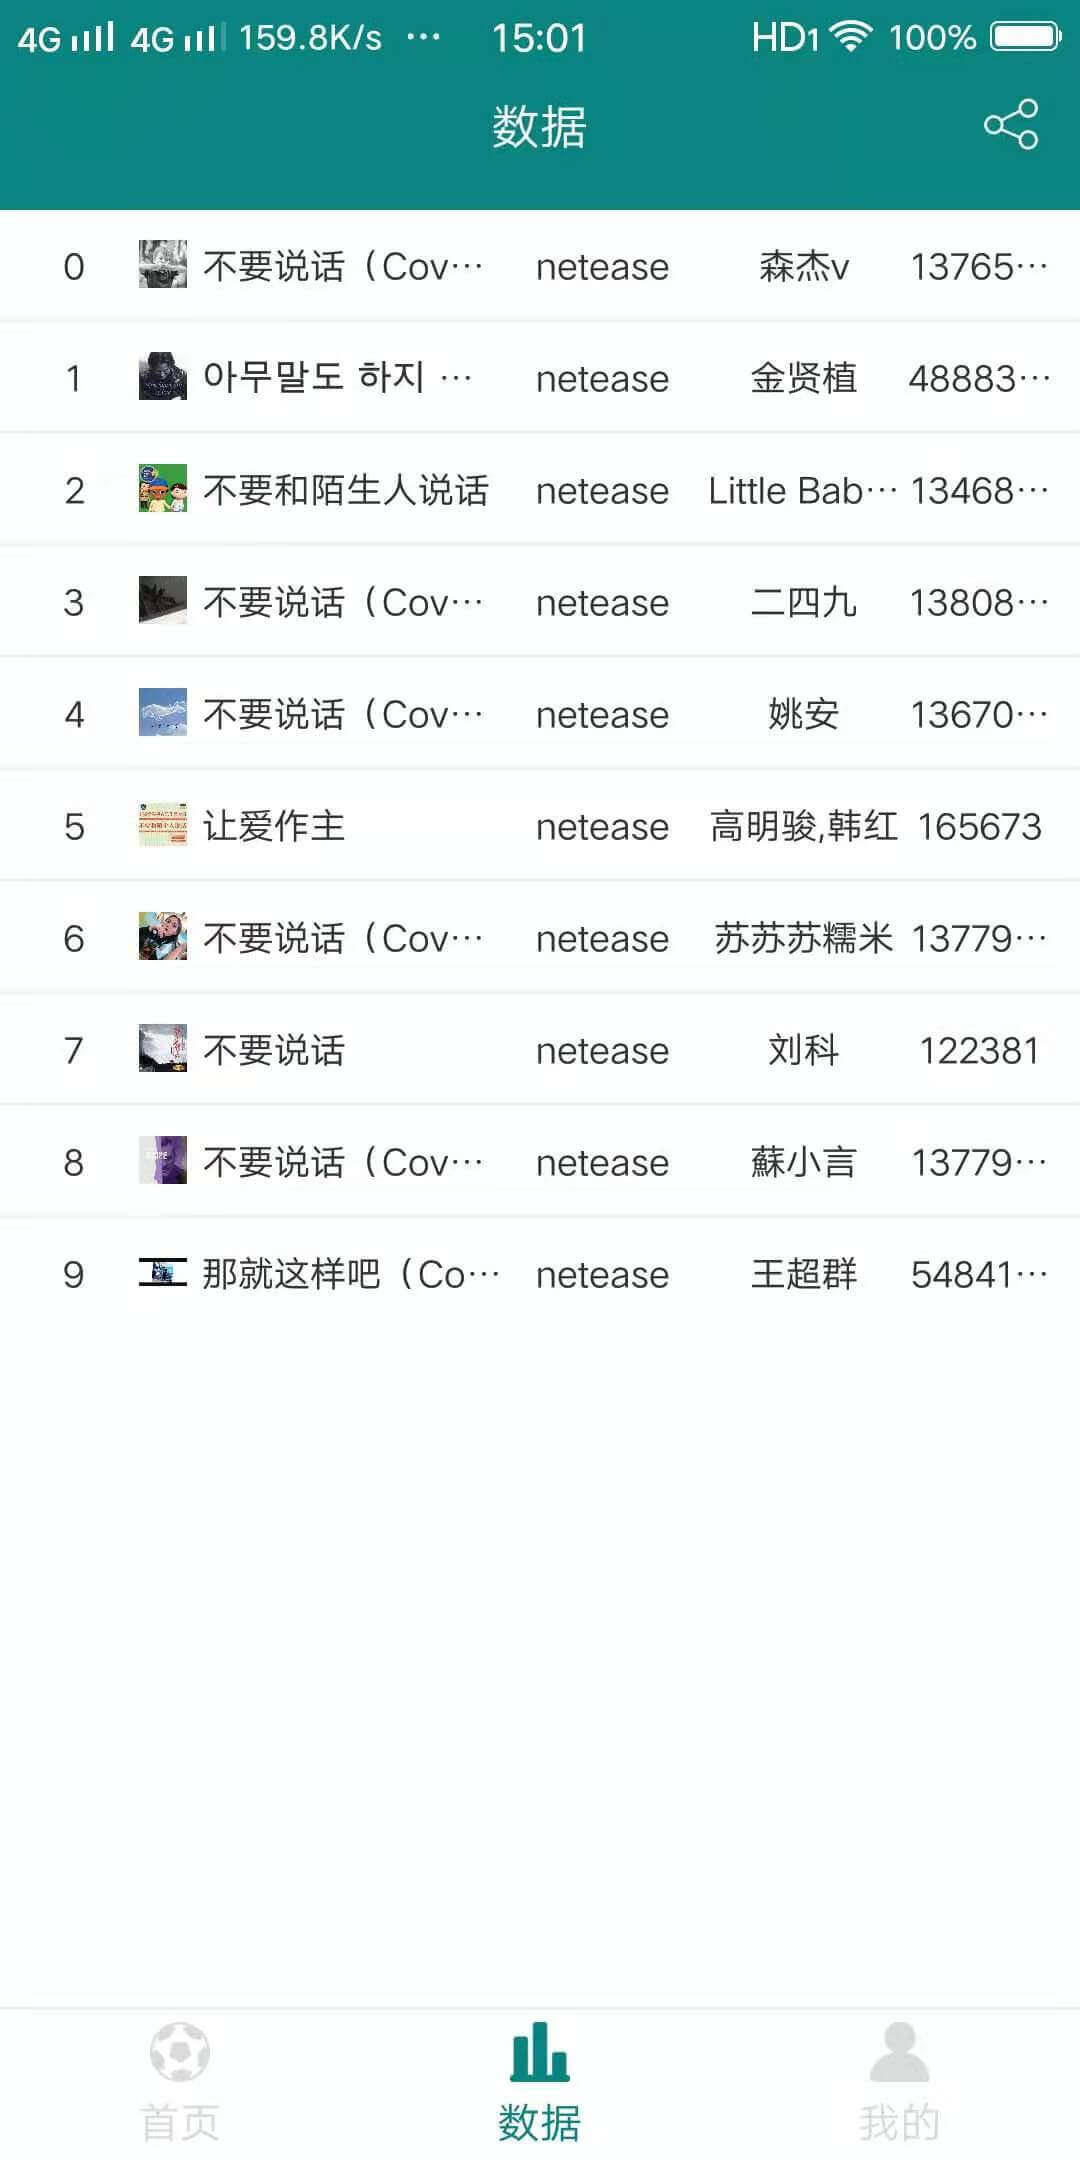 4G 4G 159.8K/s ··· 15:01 HD1 100%
数据
0 不要说话（Cov··· netease 森杰v 13765···
1 아무말도 하지 ··· netease 金贤植 48883···
2 不要和陌生人说话 netease Little Bab··· 13468···
3 不要说话（Cov··· netease 二四九 13808···
4 不要说话（Cov··· netease 姚安 13670···
5 让爱作主 netease 高明骏,韩红 165673
6 不要说话（Cov··· netease 苏苏苏糯米 13779···
7 不要说话 netease 刘科 122381
8 不要说话（Cov··· netease 蘇小言 13779···
9 那就这样吧（Co··· netease 王超群 54841···
首页 数据 我的